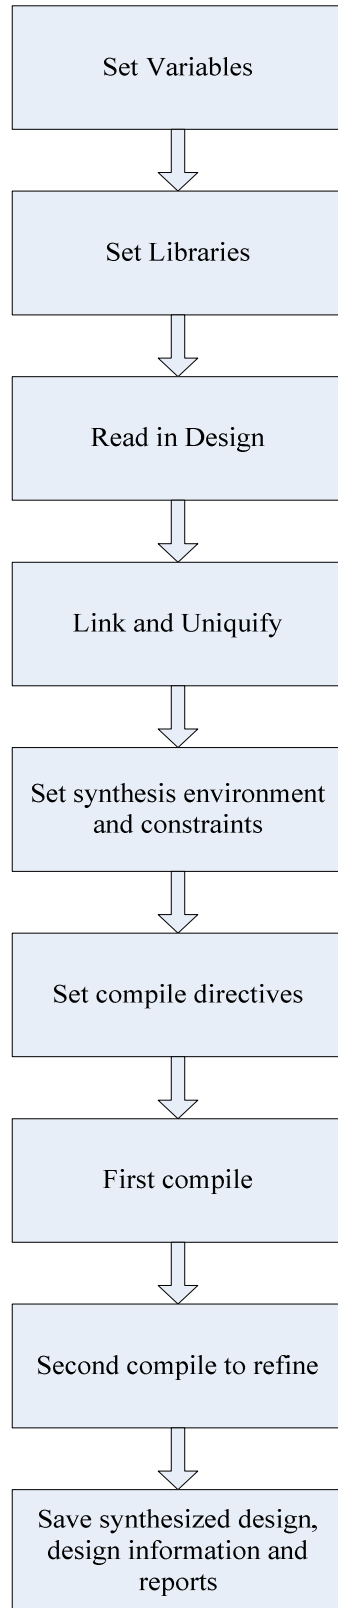 Set Variables
Set Libraries
Read in Design
Link and Uniquify
Set synthesis environment
and constraints
Set compile directives
First compile
Second compile to refine
Save synthesized design,
design information and
reports